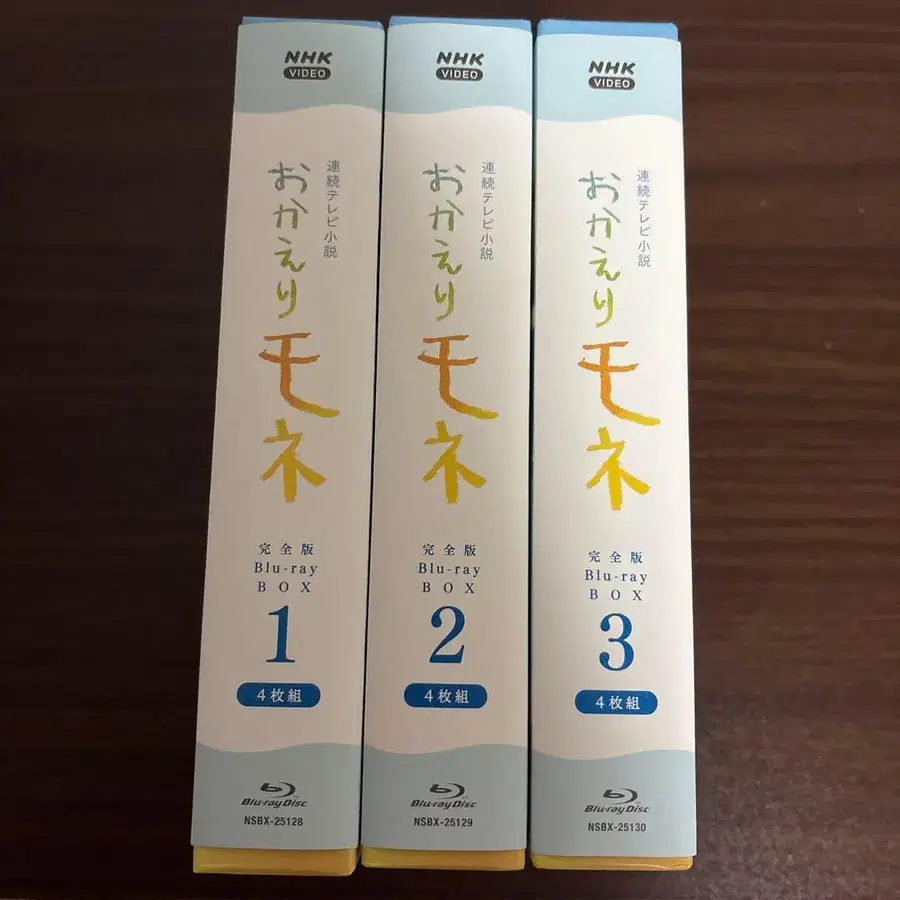 NHK
VIDEO
連続テレビ小説
おかえり
モネ
完全版
Blu-ray
BOX
1
4枚組
Blu-ray Disc
NSBX-25128
NHK
VIDEO
連続テレビ小説
おかえり
モネ
完全版
Blu-ray
BOX
2
4枚組
Blu-ray Disc
NSBX-25129
NHK
VIDEO
連続テレビ小説
おかえり
モネ
完全版
Blu-ray
BOX
3
4枚組
Blu-ray Disc
NSBX-25130